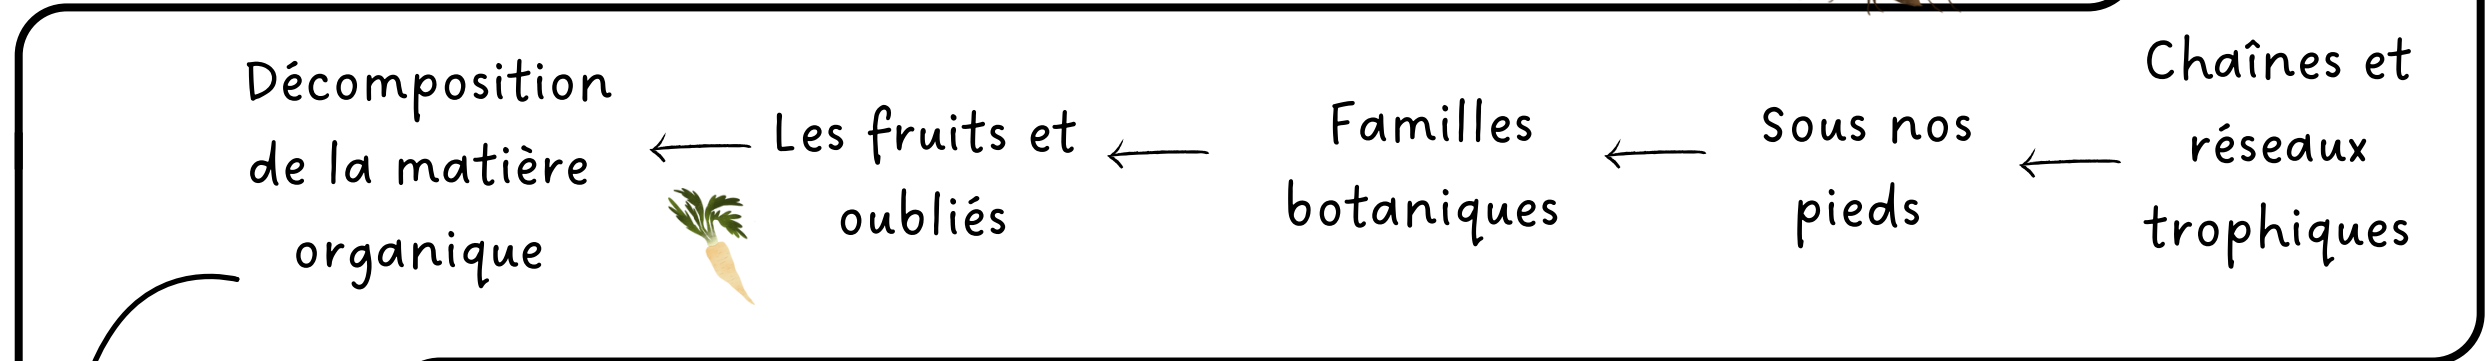 Décomposition
de la matière
organique
Les fruits et
oubliés
Familles
botaniques
Sous nos
pieds
Chaînes et
réseaux
trophiques